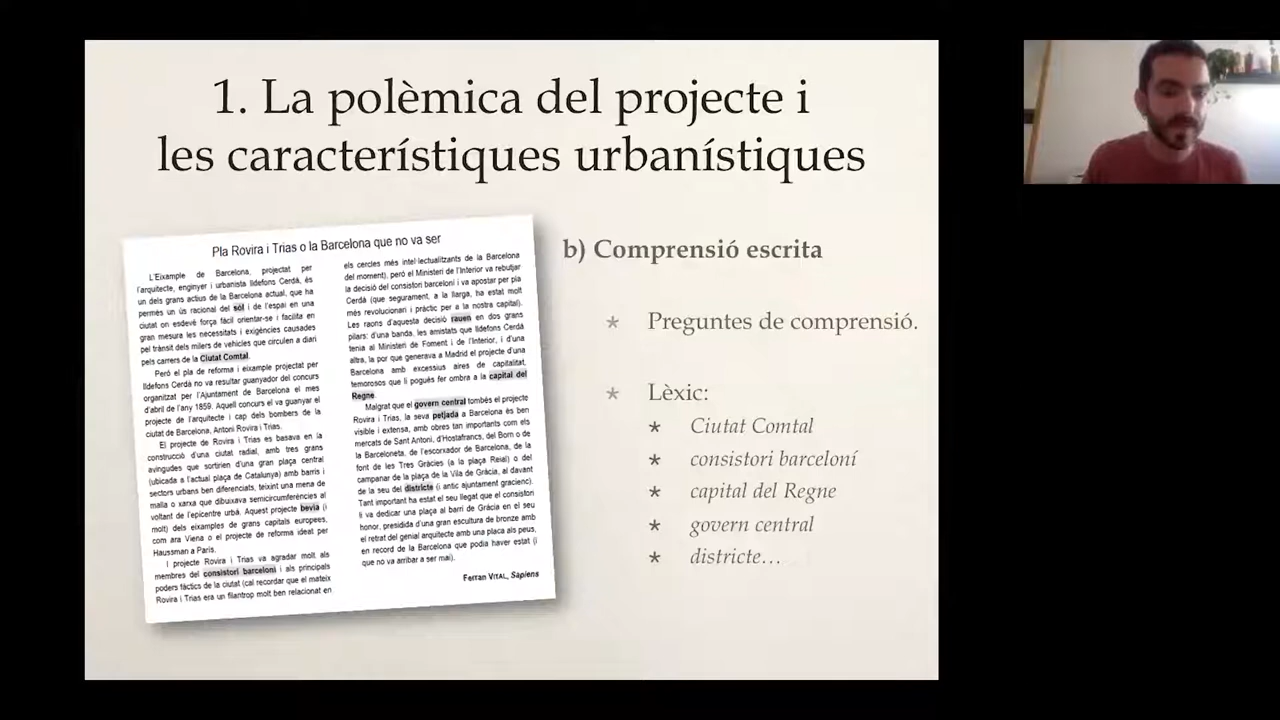 1. La polèmica del projecte i
les característiques urbanístiques
Pla Rovira i Trias o la Barcelona que no va ser
L'Eixample de Barcelona, projectat per
l'arquitecte, enginyer i urbanista Ildefons Cerdà, és
un dels grans actius de la Barcelona actual, que ha
permès un ús racional del sòl i de l'espai en una
ciutat on esdevé força fàcil orientar-se i facilita en
gran mesura les necessitats i exigències causades
pel trànsit dels milers de vehicles que circulen a diari
pels carrers de la Ciutat Comtal.
Però el pla de reforma i eixample projectat per
Ildefons Cerdà no va resultar guanyador del concurs
organitzat per l'Ajuntament de Barcelona el mes
d'abril de l'any 1859. Aquell concurs el va guanyar el
projecte de l'arquitecte i cap dels bombers de la
ciutat de Barcelona, Antoni Rovira i Trias.
El projecte de Rovira i Trias es basava en la
construcció d'una ciutat radial, amb tres grans
avingudes que sortirien d'una gran plaça central
(ubicada a l'actual plaça de Catalunya) amb barris i
sectors urbans ben diferenciats, teixint una mena de
malla o xarxa que dibuixava semicircumferències al
voltant de l'epicentre urbà. Aquest projecte bevia (i
molt) dels eixamples de grans capitals europees,
com ara Viena o el projecte de reforma ideat per
Haussman a París.
I projecte Rovira i Trias va agradar molt als
membres del consistori barceloní i als principals
poders fàctics de la ciutat (cal recordar que el mateix
Rovira i Trias era un filantrop molt ben relacionat en
els cercles més intel·lectualitzants de la Barcelona
del moment), però el Ministeri de l'Interior va rebutjar
la decisió del consistori barceloní i va apostar per pla
Cerdà (que segurament, a la llarga, ha estat molt
més revolucionari i pràctic per a la nostra capital).
Les raons d'aquesta decisió rauen en dos grans
pilars: d'una banda, les amistats que Ildefons Cerdà
tenia al Ministeri de Foment i de l'Interior, i d'una
altra, la por que generava a Madrid el projecte d'una
Barcelona amb excessius aires de capitalitat,
temorosos que li pogués fer ombra a la capital del
Regne.
Malgrat que el govern central tombés el projecte
Rovira i Trias, la seva petjada a Barcelona és ben
visible i extensa, amb obres tan importants com els
mercats de Sant Antoni, d'Hostafrancs, del Born o de
la Barceloneta, de l'escorxador de Barcelona, de la
font de les Tres Gràcies (a la plaça Reial) o del
campanar de la plaça de la Vila de Gràcia, al davant
de la seu del districte (i antic ajuntament gracienc).
Tant important ha estat el seu llegat que el consistori
li va dedicar una plaça al barri de Gràcia en el seu
honor, presidida d'una gran escultura de bronze amb
el retrat del genial arquitecte amb una placa als peus,
en record de la Barcelona que podia haver estat (i
que no va arribar a ser mai).
Ferran VITAL, Sàpiens
b) Comprensió escrita
* Preguntes de comprensió.
* Lèxic:
* Ciutat Comtal
* consistori barceloní
* capital del Regne
* govern central
* districte…